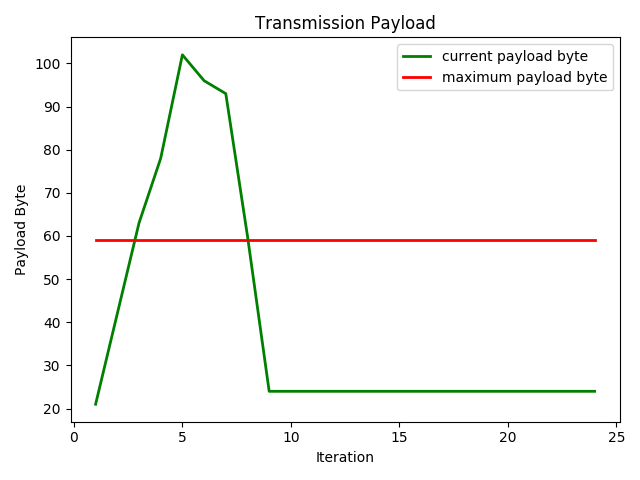 Transmission Payload
current payload byte
maximum payload byte
Payload Byte
100
90
80
70
60
50
40
30
20
0 5 10 15 20 25
Iteration